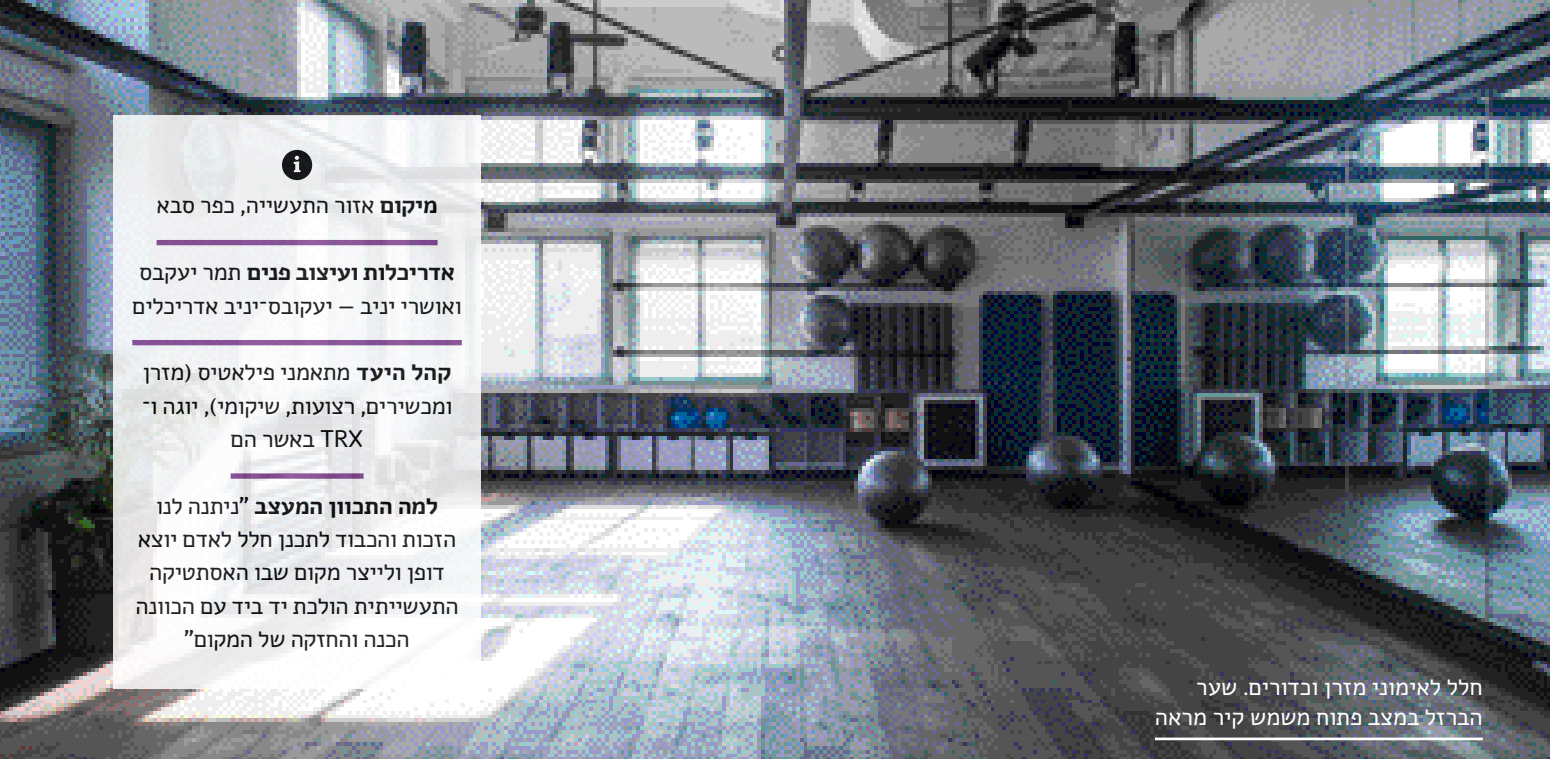 מיקום אזור התעשייה, כפר סבא
אדריכלות ועיצוב פנים תמר יעקבס
ואושרי יניב – יעקובס־יניב אדריכלים
קהל היעד מתאמני פילאטיס (מזרן
ומכשירים, רצועות, שיקומי), יוגה ו־
TRX באשר הם
למה התכוון המעצב "ניתנה לנו
הזכות והכבוד לתכנן חלל לאדם יוצא
דופן ולייצר מקום שבו האסתטיקה
התעשייתית הולכת יד ביד עם הכוונה
הכנה והחזקה של המקום"
חלל לאימוני מזרן וכדורים. שער
הברזל במצב פתוח משמש קיר מראה